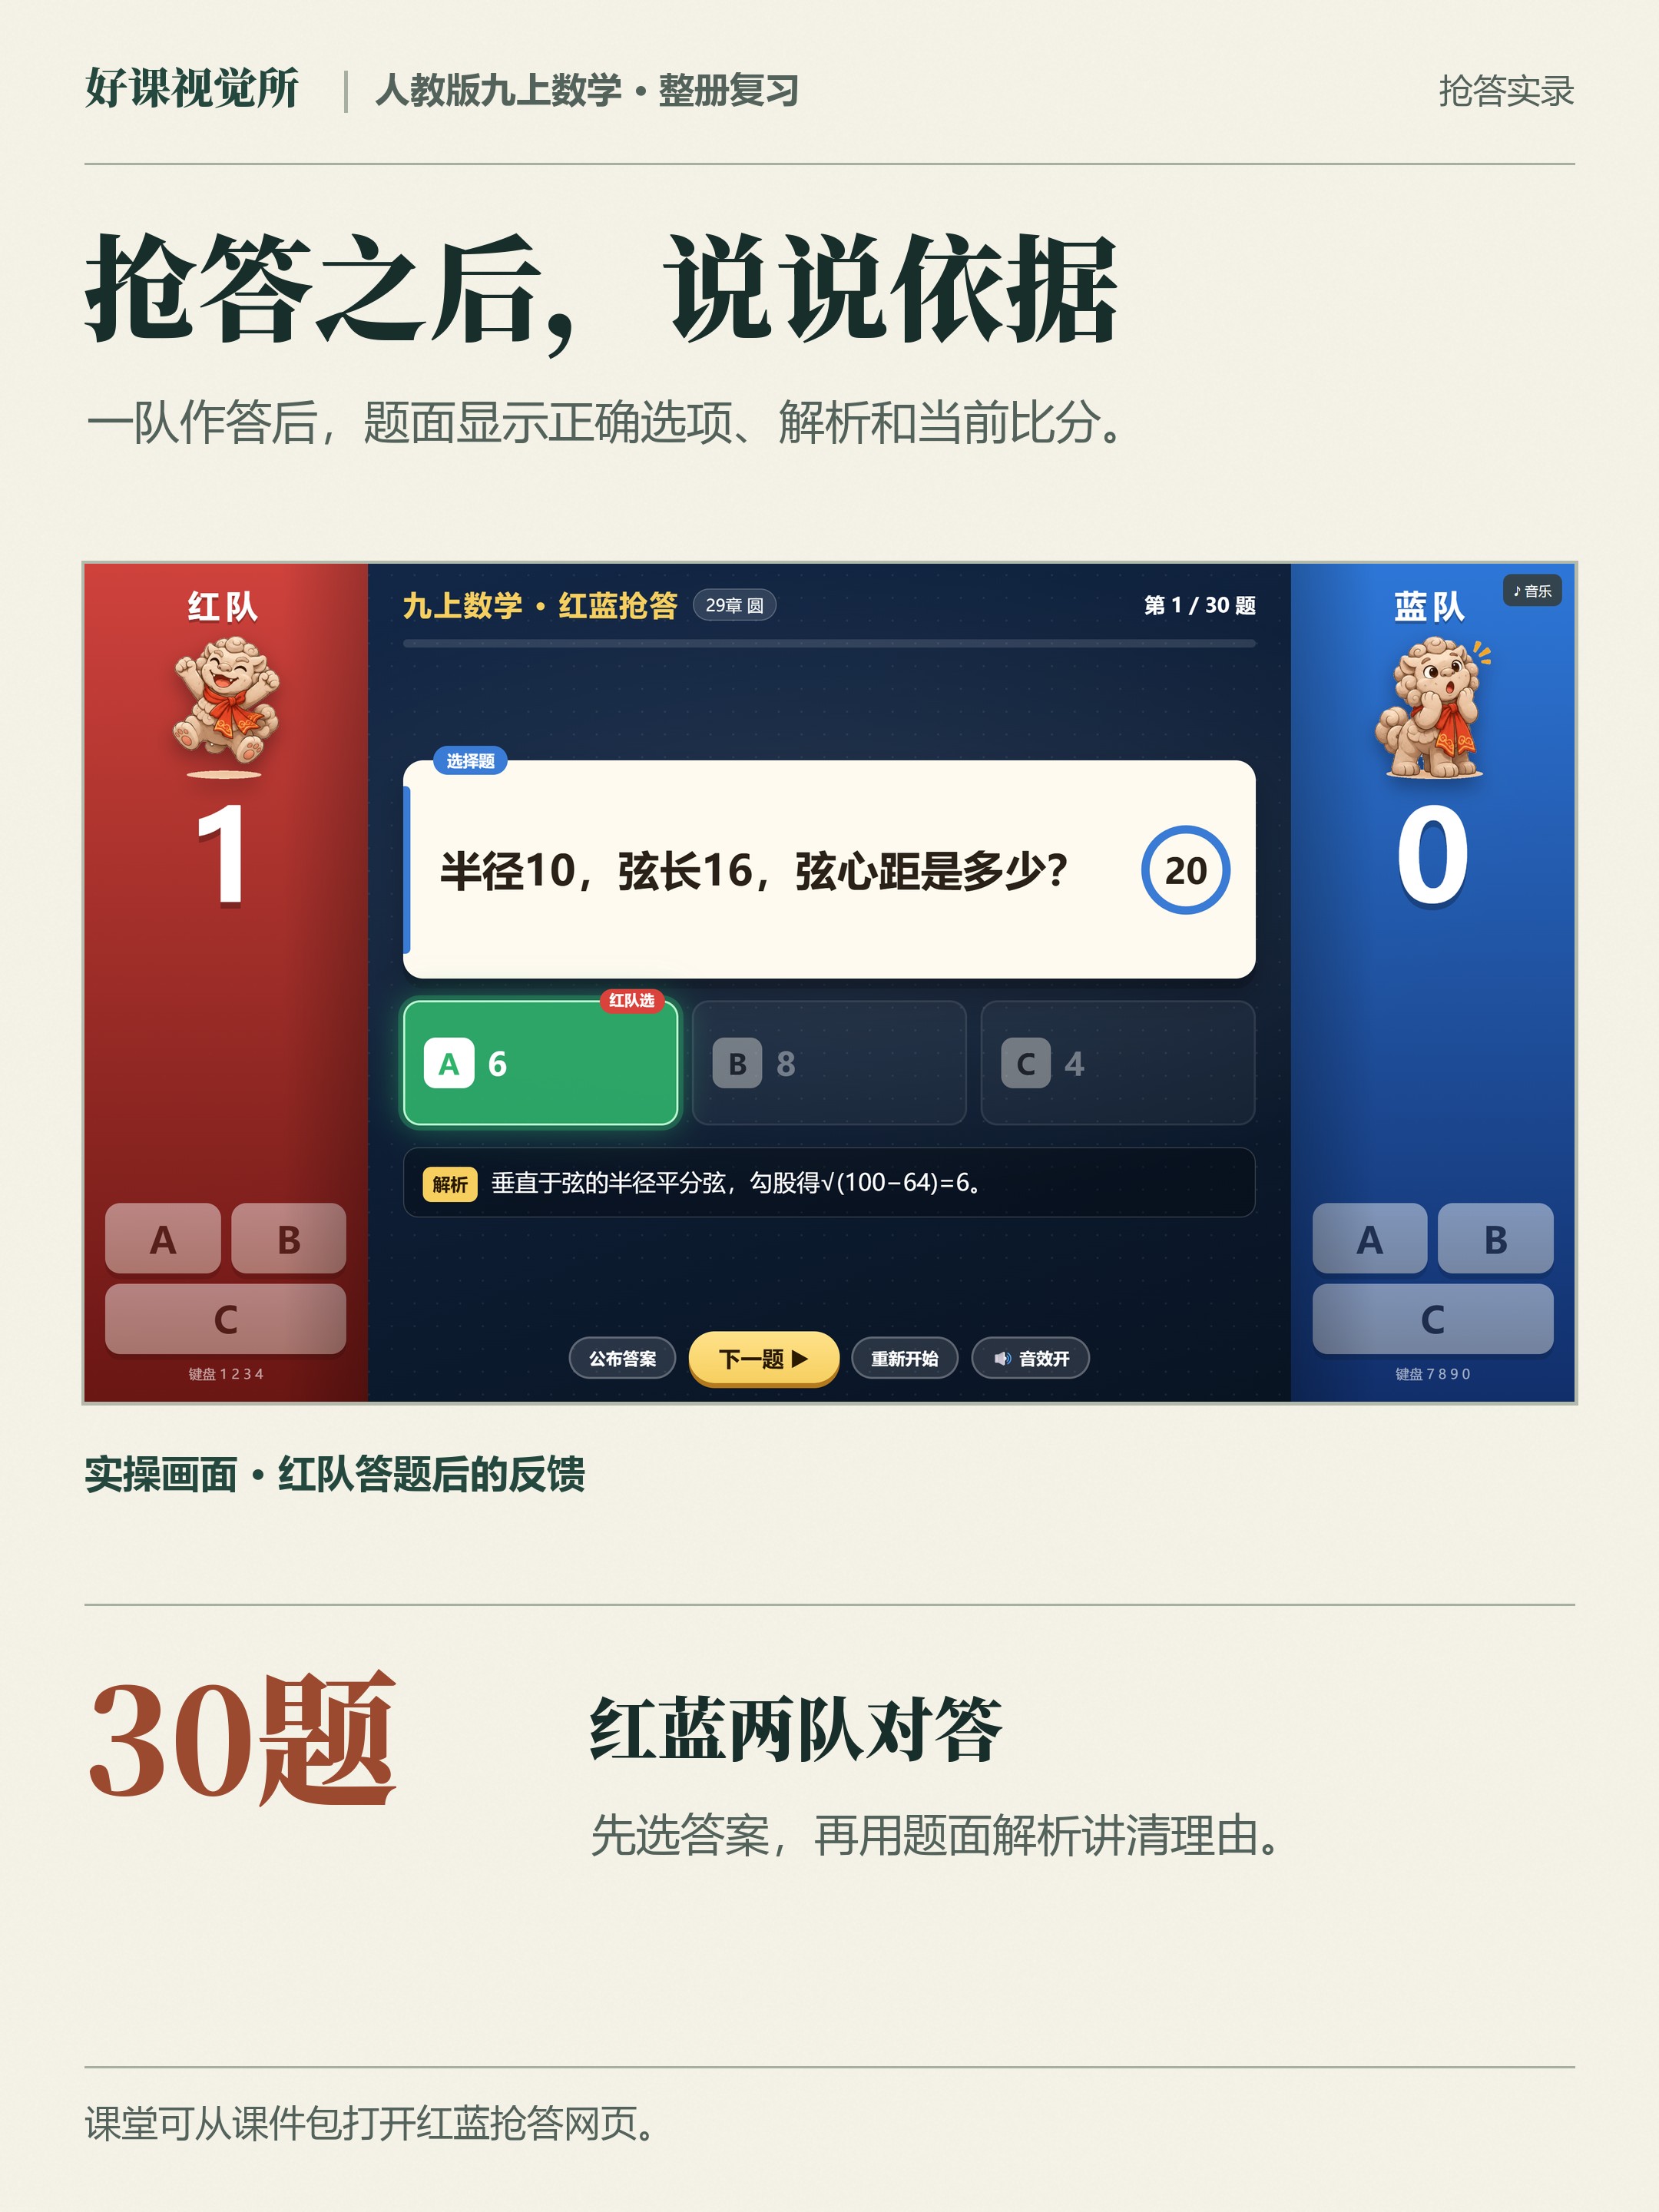 好课视觉所 | 人教版九上数学·整册复习
抢答实录
抢答之后，说说依据
一队作答后，题面显示正确选项、解析和当前比分。
红队
1
A
B
C
键盘 1 2 3 4
九上数学·红蓝抢答
29章 圆
第 1 / 30 题
选择题
半径10，弦长16，弦心距是多少？
20
红队选
A 6
B 8
C 4
解析 垂直于弦的半径平分弦，勾股得√(100−64)=6。
公布答案
下一题 ▶
重新开始
🔊 音效开
♪ 音乐
蓝队
0
A
B
C
键盘 7 8 9 0
实操画面·红队答题后的反馈
30题
红蓝两队对答
先选答案，再用题面解析讲清理由。
课堂可从课件包打开红蓝抢答网页。